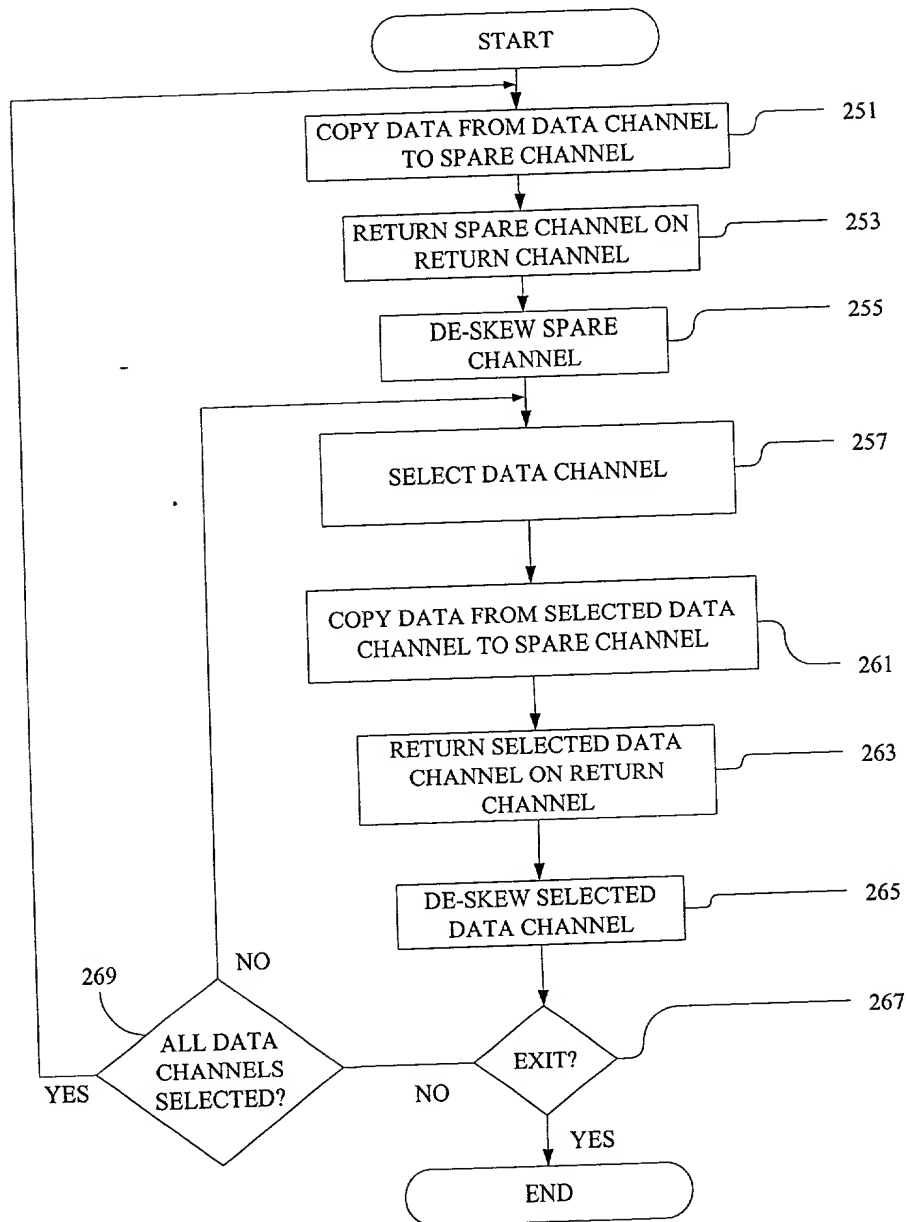 START
COPY DATA FROM DATA CHANNEL
TO SPARE CHANNEL
251
RETURN SPARE CHANNEL ON
RETURN CHANNEL
253
DE-SKEW SPARE
CHANNEL
255
SELECT DATA CHANNEL
257
COPY DATA FROM SELECTED DATA
CHANNEL TO SPARE CHANNEL
261
RETURN SELECTED DATA
CHANNEL ON RETURN
CHANNEL
263
DE-SKEW SELECTED
DATA CHANNEL
265
EXIT?
267
NO
YES
269
ALL DATA
CHANNELS
SELECTED?
NO
YES
END